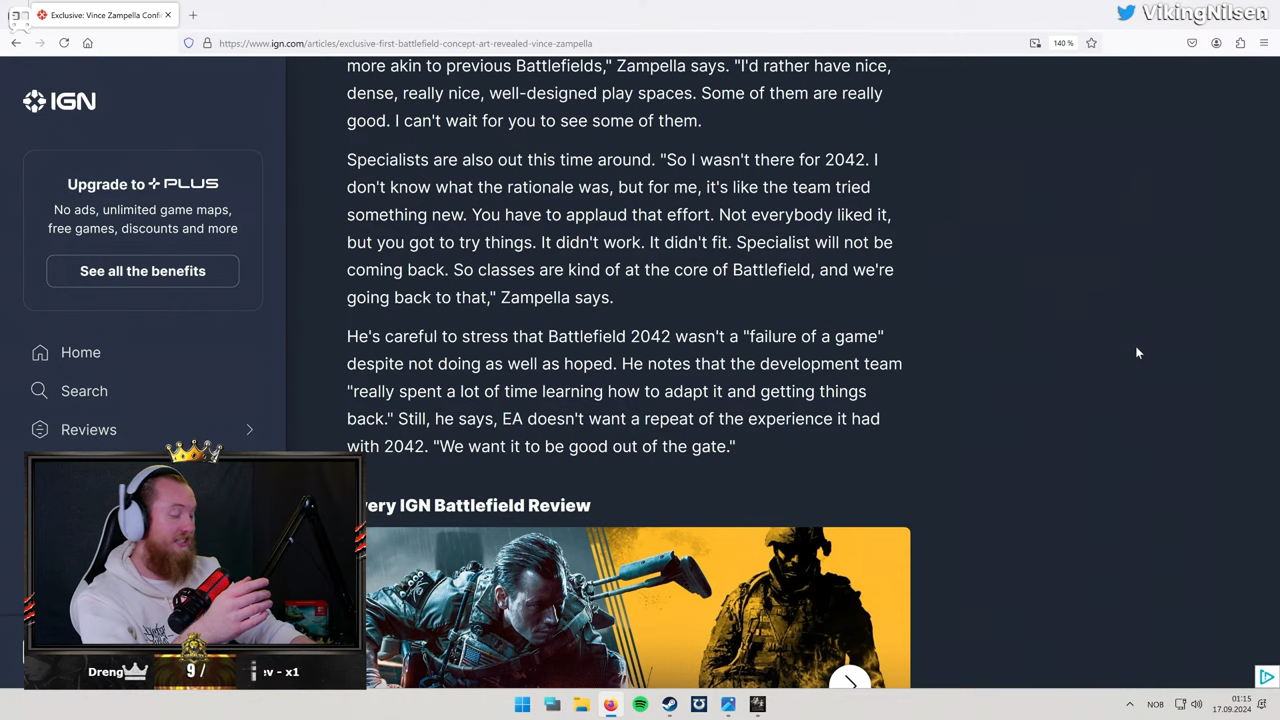 Exclusive: Vince Zampella Confi
VikingNilsen
https://www.ign.com/articles/exclusive-first-battlefield-concept-art-revealed-vince-zampella
140 %
IGN
Upgrade to PLUS
No ads, unlimited game maps,
free games, discounts and more
See all the benefits
Home
Search
Reviews
more akin to previous Battlefields," Zampella says. "I'd rather have nice,
dense, really nice, well-designed play spaces. Some of them are really
good. I can't wait for you to see some of them.
Specialists are also out this time around. "So I wasn't there for 2042. I
don't know what the rationale was, but for me, it's like the team tried
something new. You have to applaud that effort. Not everybody liked it,
but you got to try things. It didn't work. It didn't fit. Specialist will not be
coming back. So classes are kind of at the core of Battlefield, and we're
going back to that," Zampella says.
He's careful to stress that Battlefield 2042 wasn't a "failure of a game"
despite not doing as well as hoped. He notes that the development team
"really spent a lot of time learning how to adapt it and getting things
back." Still, he says, EA doesn't want a repeat of the experience it had
with 2042. "We want it to be good out of the gate."
very IGN Battlefield Review
Dreng
9 /
v - x1
NOB
01:15
17.09.2024